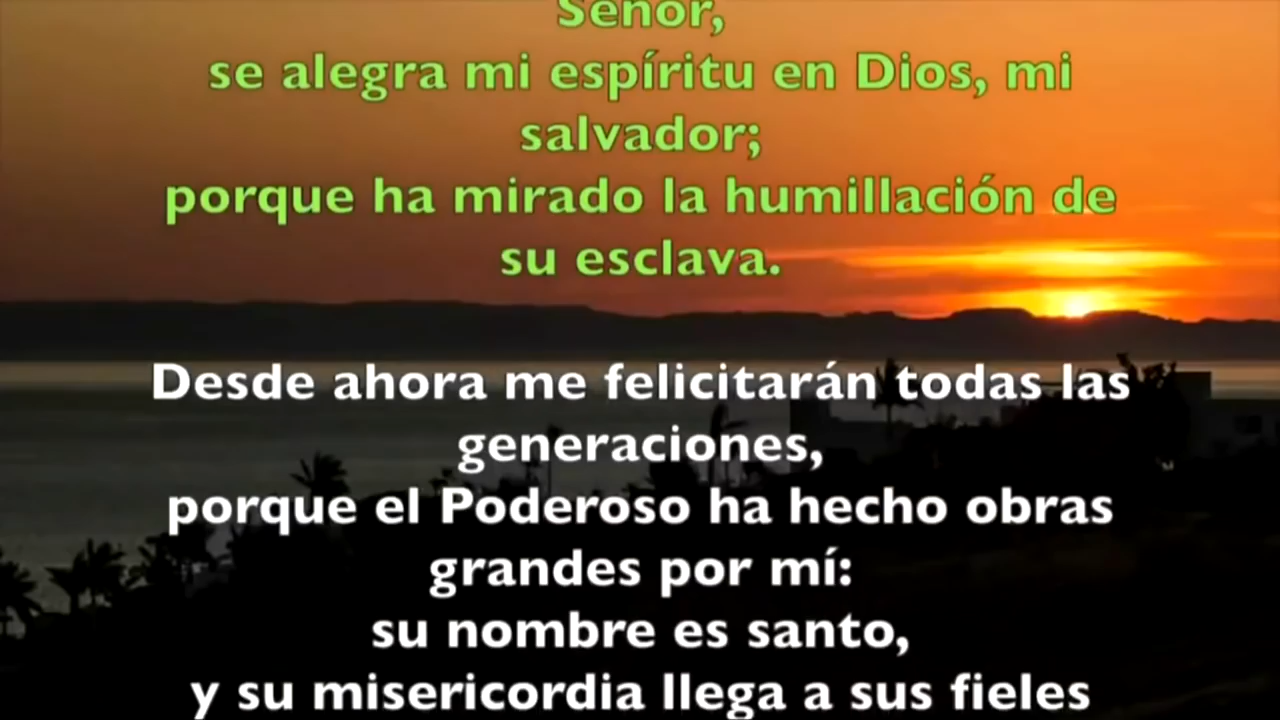 Señor,
se alegra mi espíritu en Dios, mi
salvador;
porque ha mirado la humillación de
su esclava.
Desde ahora me felicitarán todas las
generaciones,
porque el Poderoso ha hecho obras
grandes por mí:
su nombre es santo,
y su misericordia llega a sus fieles